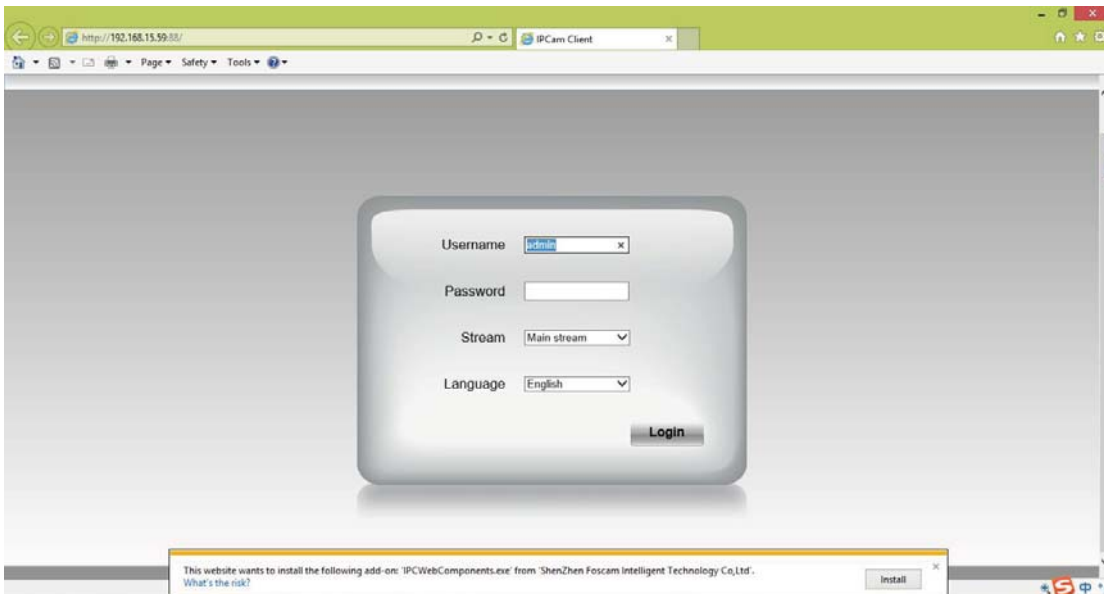 http://192.168.15.59:88/
IPCam Client
Page
Safety
Tools
Username
admin
Password
Stream
Main stream
Language
English
Login
This website wants to install the following add-on: 'IPCWebComponents.exe' from 'ShenZhen Foscam Intelligent Technology Co,Ltd'.
What's the risk?
Install
中